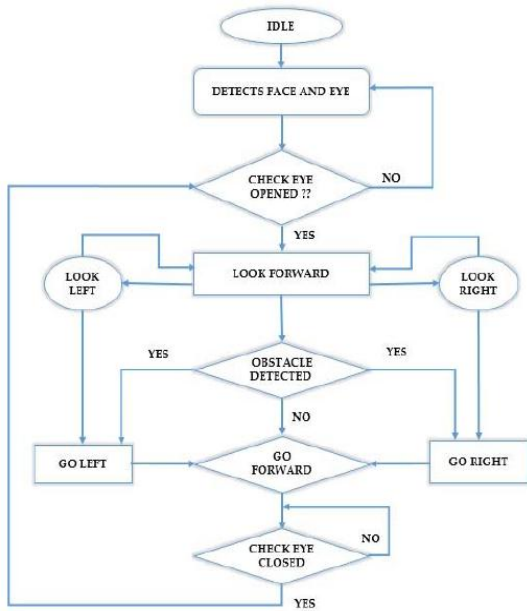 IDLE
DETECTS FACE AND EYE
CHECK EYE
OPENED ??
NO
YES
LOOK
LEFT
LOOK FORWARD
LOOK
RIGHT
YES
OBSTACLE
DETECTED
YES
NO
GO LEFT
GO
FORWARD
GO RIGHT
CHECK EYE
CLOSED
NO
YES